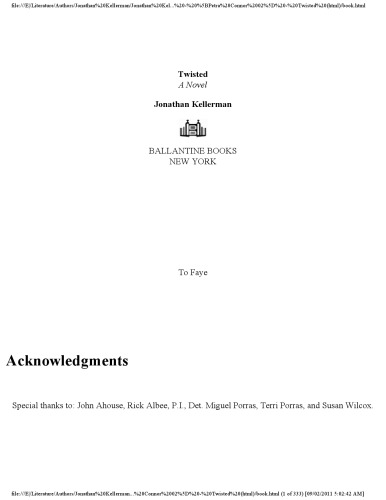 file:///E|/Literature/Authors/Jonathan%20Kellerman/Jonathan%20Kel...%20-%20%5BPetra%20Connor%2002%5D%20-%20Twisted%20(html)/book.html
Twisted
A Novel
Jonathan Kellerman
BALLANTINE BOOKS
NEW YORK
To Faye
Acknowledgments
Special thanks to: John Ahouse, Rick Albee, P.I., Det. Miguel Porras, Terri Porras, and Susan Wilcox.
file:///E|/Literature/Authors/Jonathan%20Kellerman...%20Connor%2002%5D%20-%20Twisted%20(html)/book.html (1 of 333) [09/02/2011 5:02:42 AM]